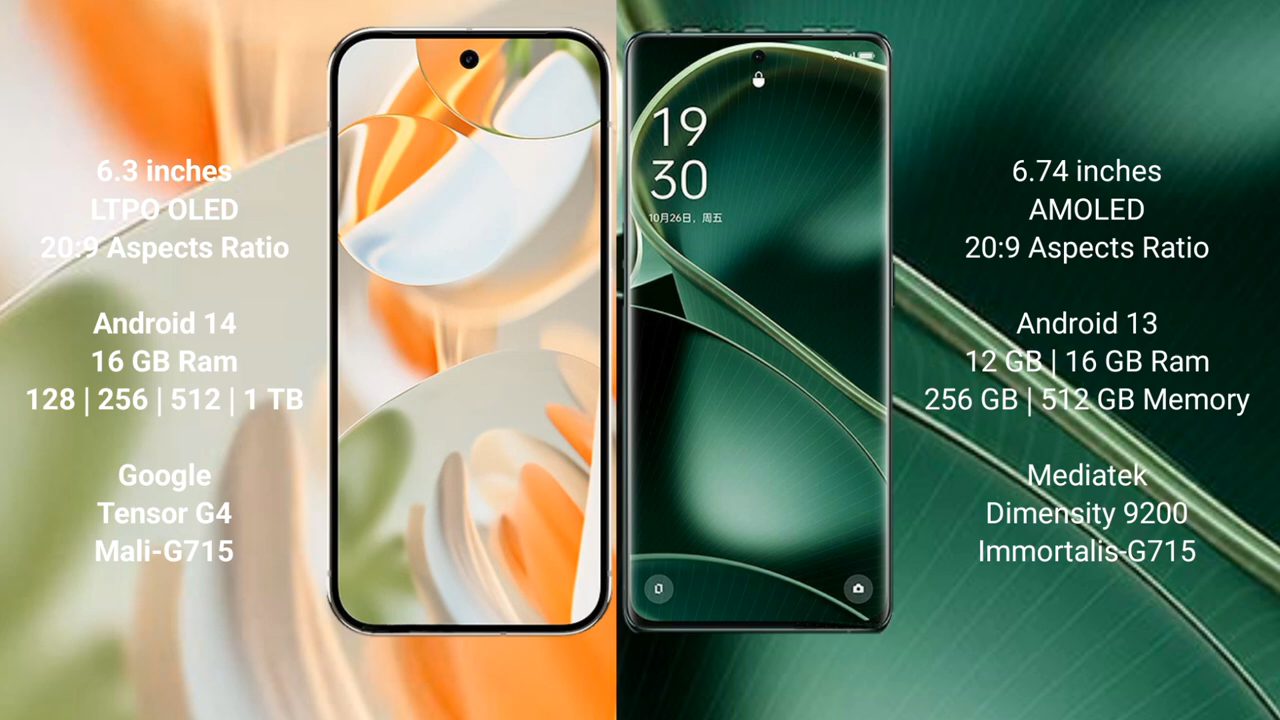 6.3 inches
LTPO OLED
20:9 Aspects Ratio
Android 14
16 GB Ram
128 | 256 | 512 | 1 TB
Google
Tensor G4
Mali-G715
19
30
10月26日，周五
6.74 inches
AMOLED
20:9 Aspects Ratio
Android 13
12 GB | 16 GB Ram
256 GB | 512 GB Memory
Mediatek
Dimensity 9200
Immortalis-G715